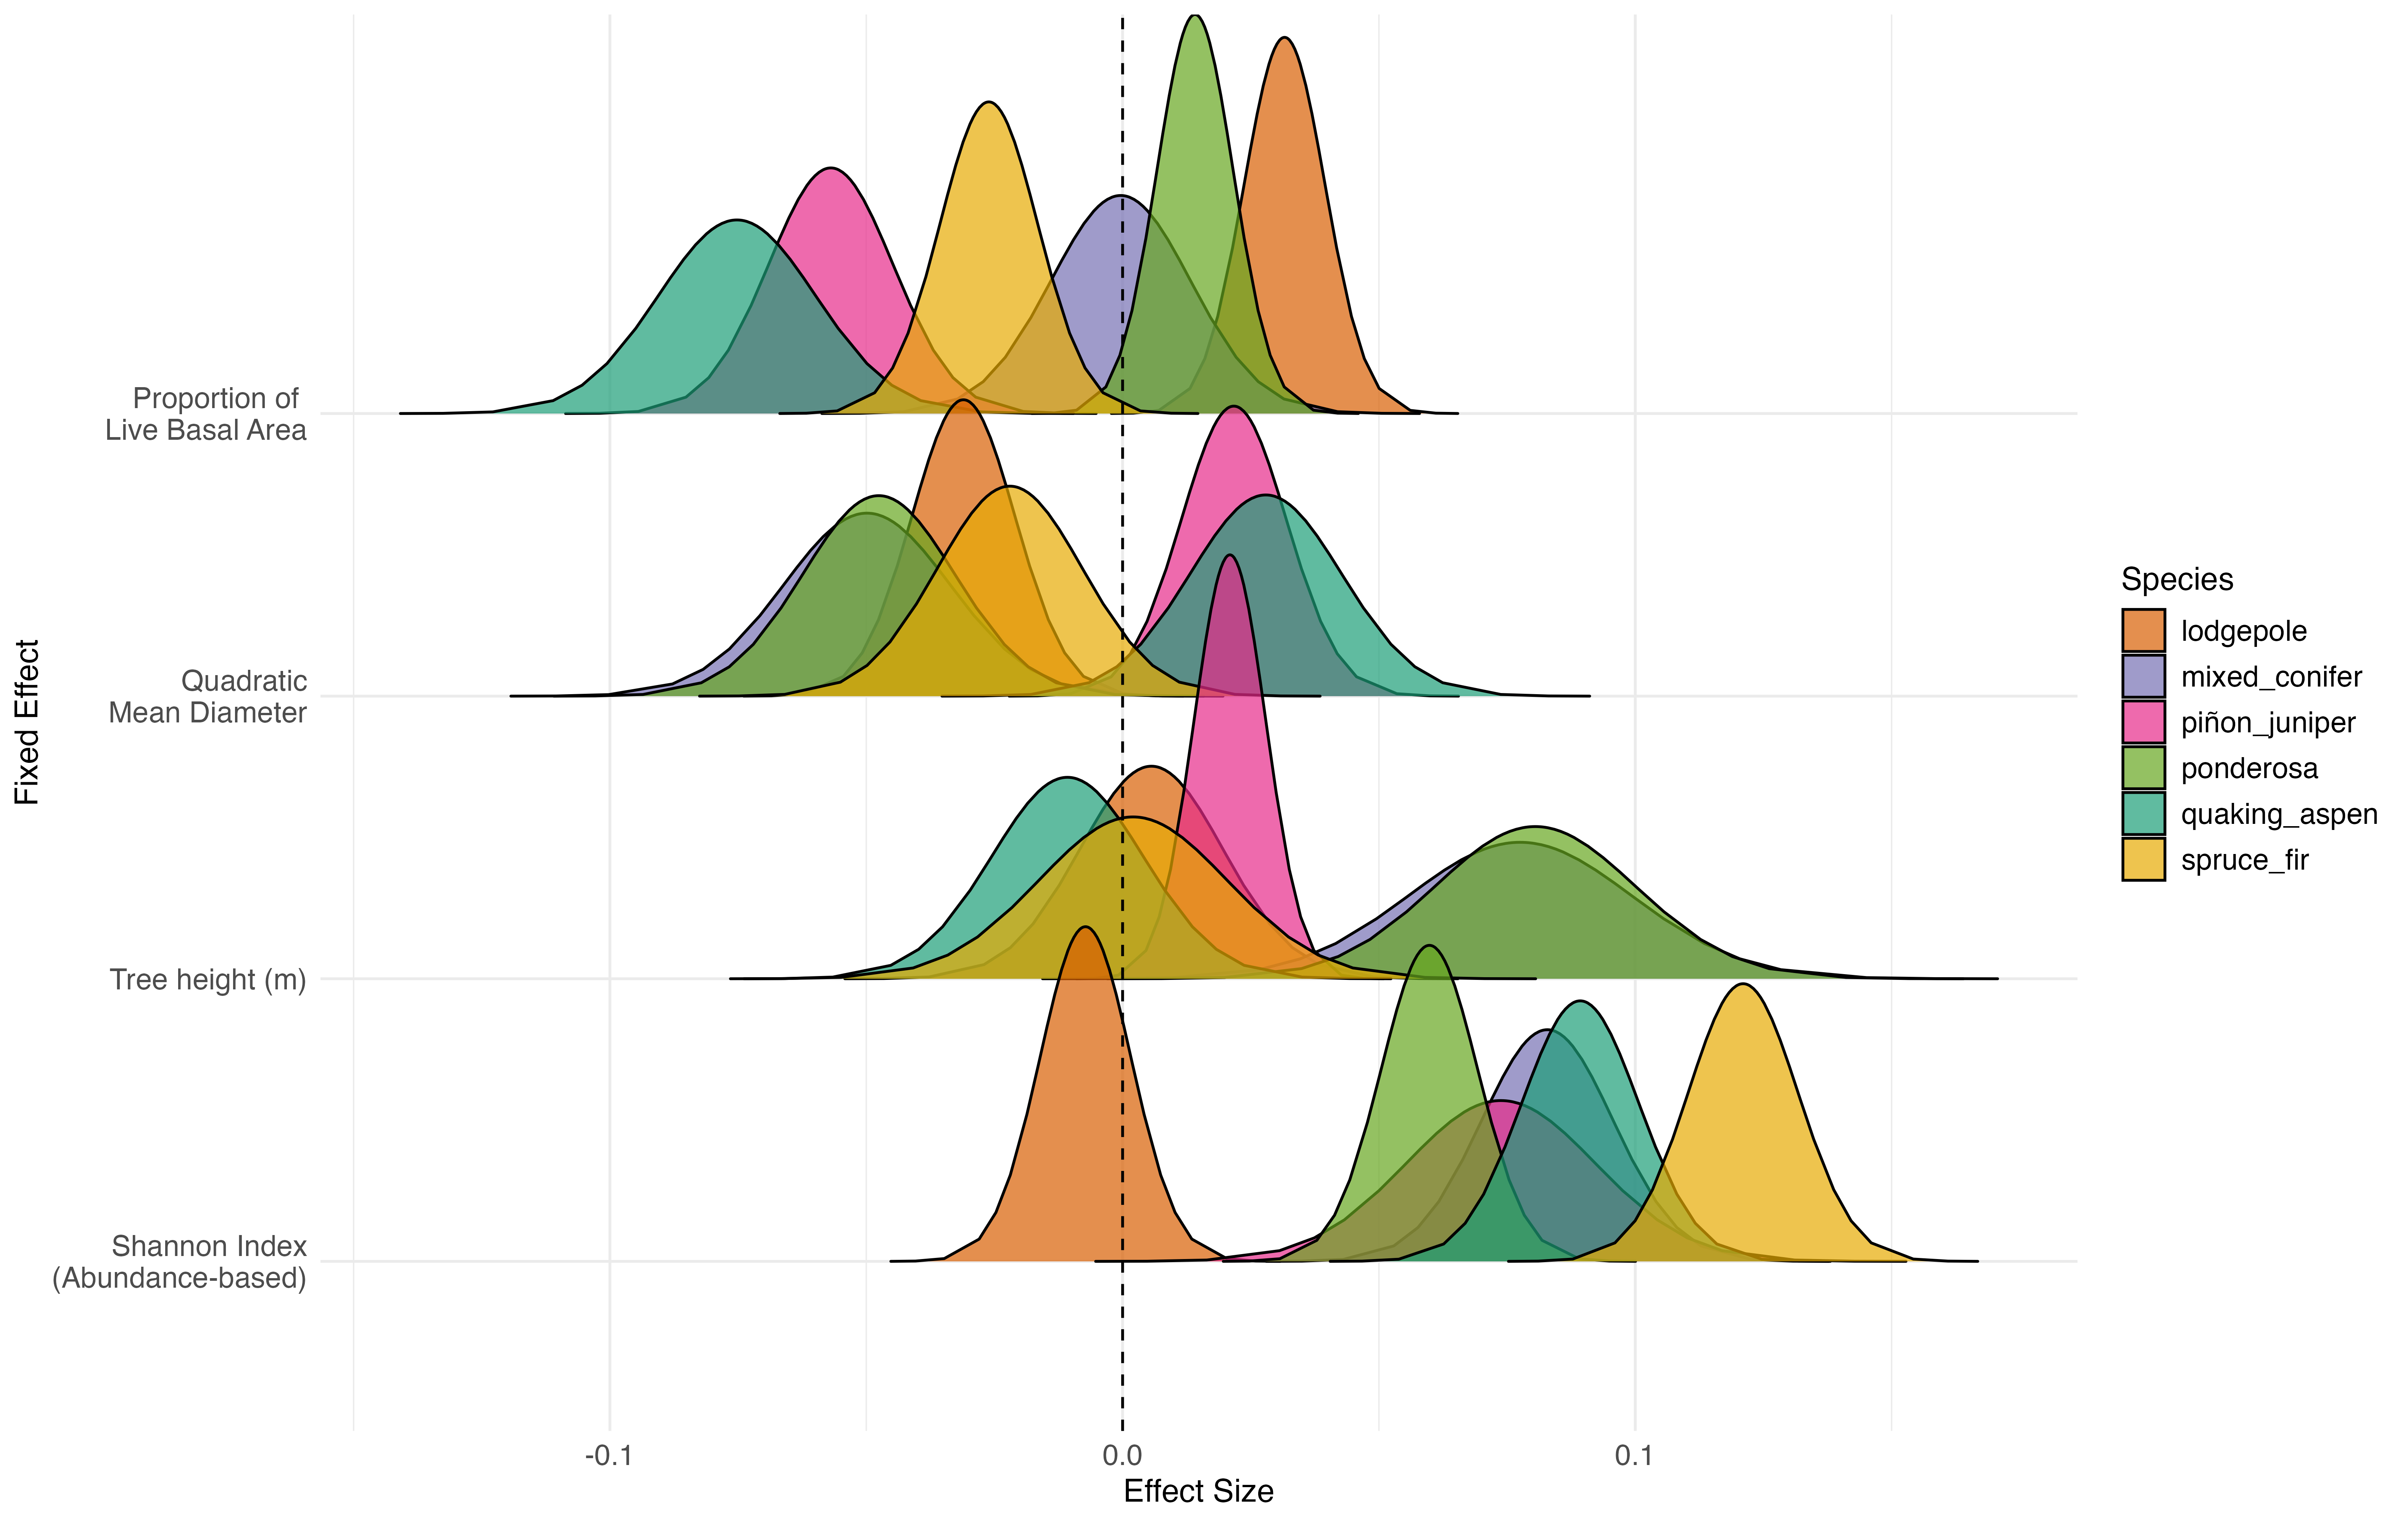 Fixed Effect
Proportion of
Live Basal Area
Quadratic
Mean Diameter
Tree height (m)
Shannon Index
(Abundance-based)
-0.1
0.0
0.1
Effect Size
Species
lodgepole
mixed_conifer
piñon_juniper
ponderosa
quaking_aspen
spruce_fir